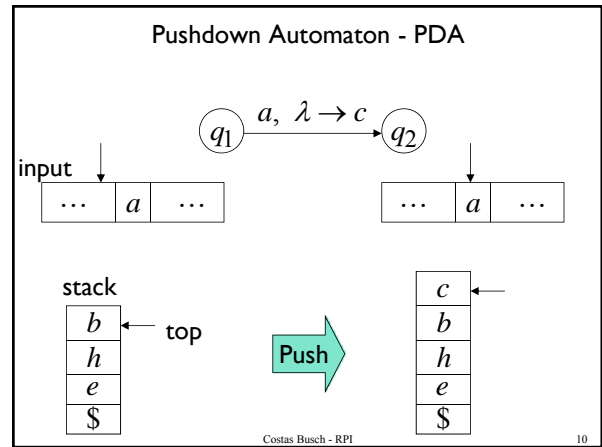 Pushdown Automaton - PDA
q₁ a, λ → c q₂
input
⋯ a ⋯ ⋯ a ⋯
stack
c
b top b
h Push h
e e
$ $
Costas Busch - RPI 10